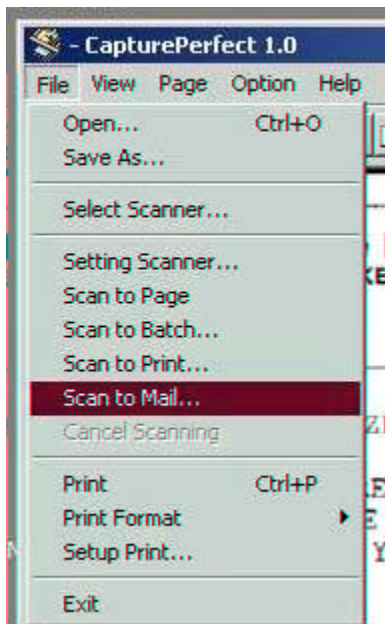 - CapturePerfect 1.0
File View Page Option Help
Open... Ctrl+O
Save As...
Select Scanner...
Setting Scanner...
Scan to Page
Scan to Batch...
Scan to Print...
Scan to Mail...
Cancel Scanning
Print Ctrl+P
Print Format
Setup Print...
Exit